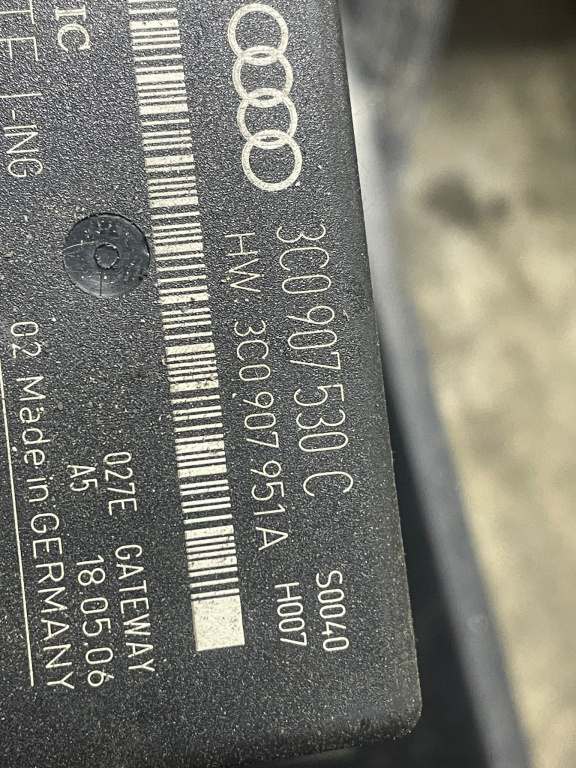 3C0 907 530 C S0040
HW: 3C0 907 951A H007
027E GATEWAY
A5 18.05.06
02 Made in GERMANY
I-ING
IC